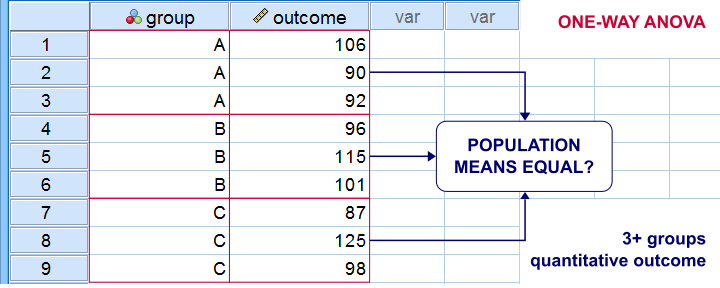 group outcome var var
ONE-WAY ANOVA
1 A 106
2 A 90
3 A 92
4 B 96
5 B 115
6 B 101
7 C 87
8 C 125
9 C 98
POPULATION
MEANS EQUAL?
3+ groups
quantitative outcome